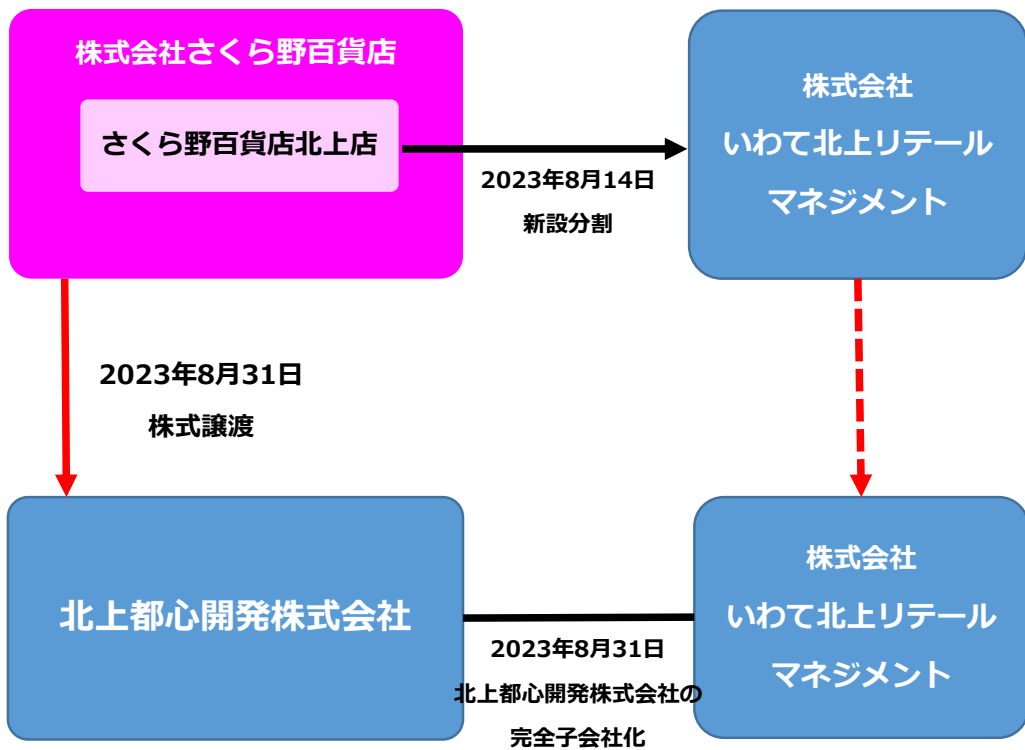 株式会社さくら野百貨店
さくら野百貨店北上店
2023年8月14日
新設分割
株式会社
いわて北上リテール
マネジメント
2023年8月31日
株式譲渡
北上都心開発株式会社
2023年8月31日
北上都心開発株式会社の
完全子会社化
株式会社
いわて北上リテール
マネジメント